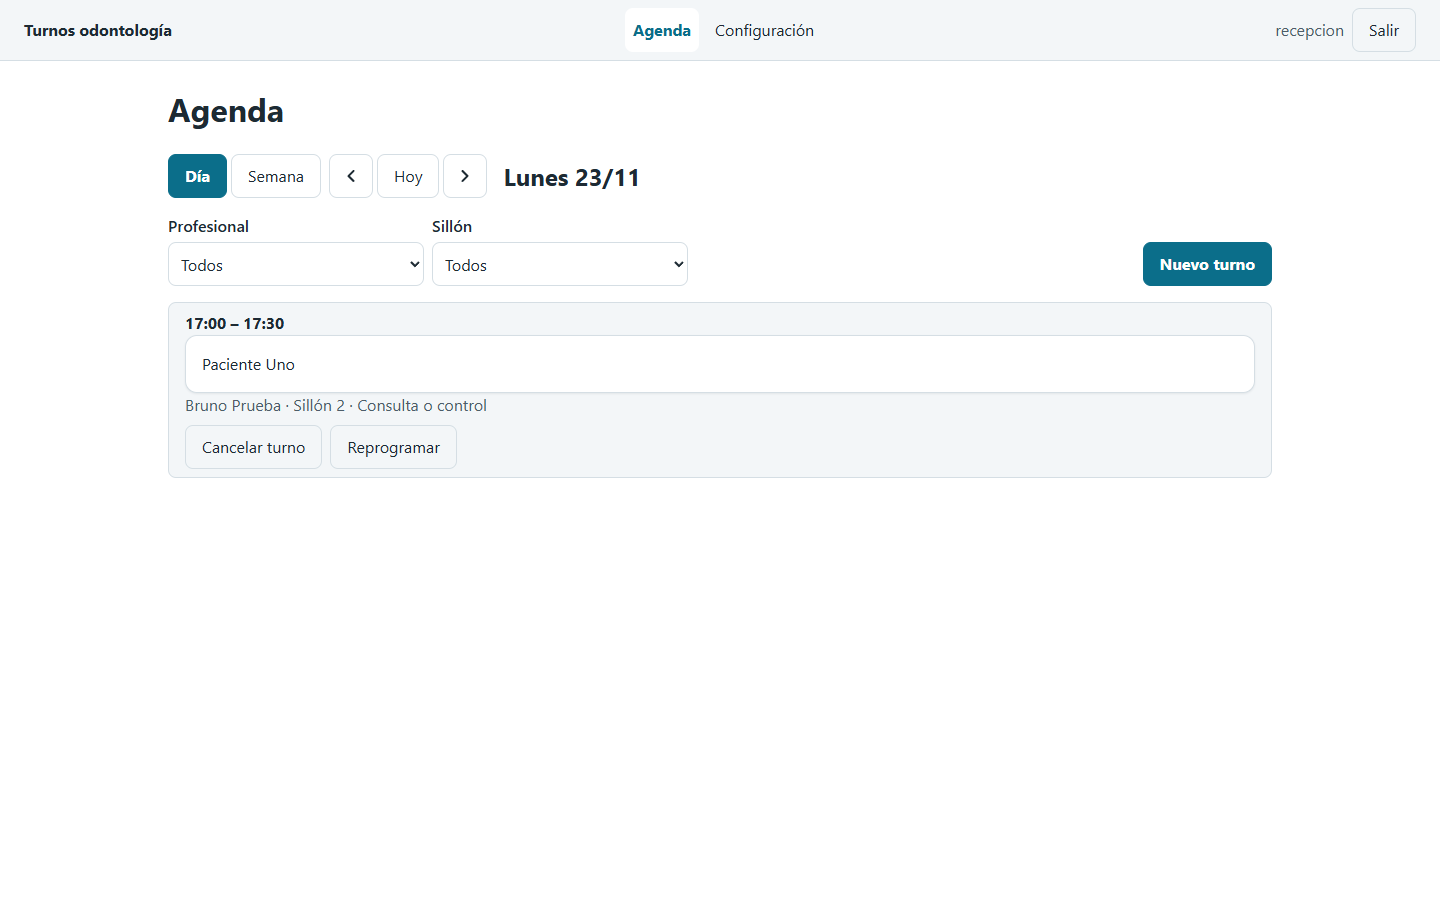 Turnos odontología
Agenda
Configuración
recepcion
Salir
Agenda
Día
Semana
Hoy
Lunes 23/11
Profesional
Sillón
Todos
Todos
Nuevo turno
17:00 – 17:30
Paciente Uno
Bruno Prueba · Sillón 2 · Consulta o control
Cancelar turno
Reprogramar